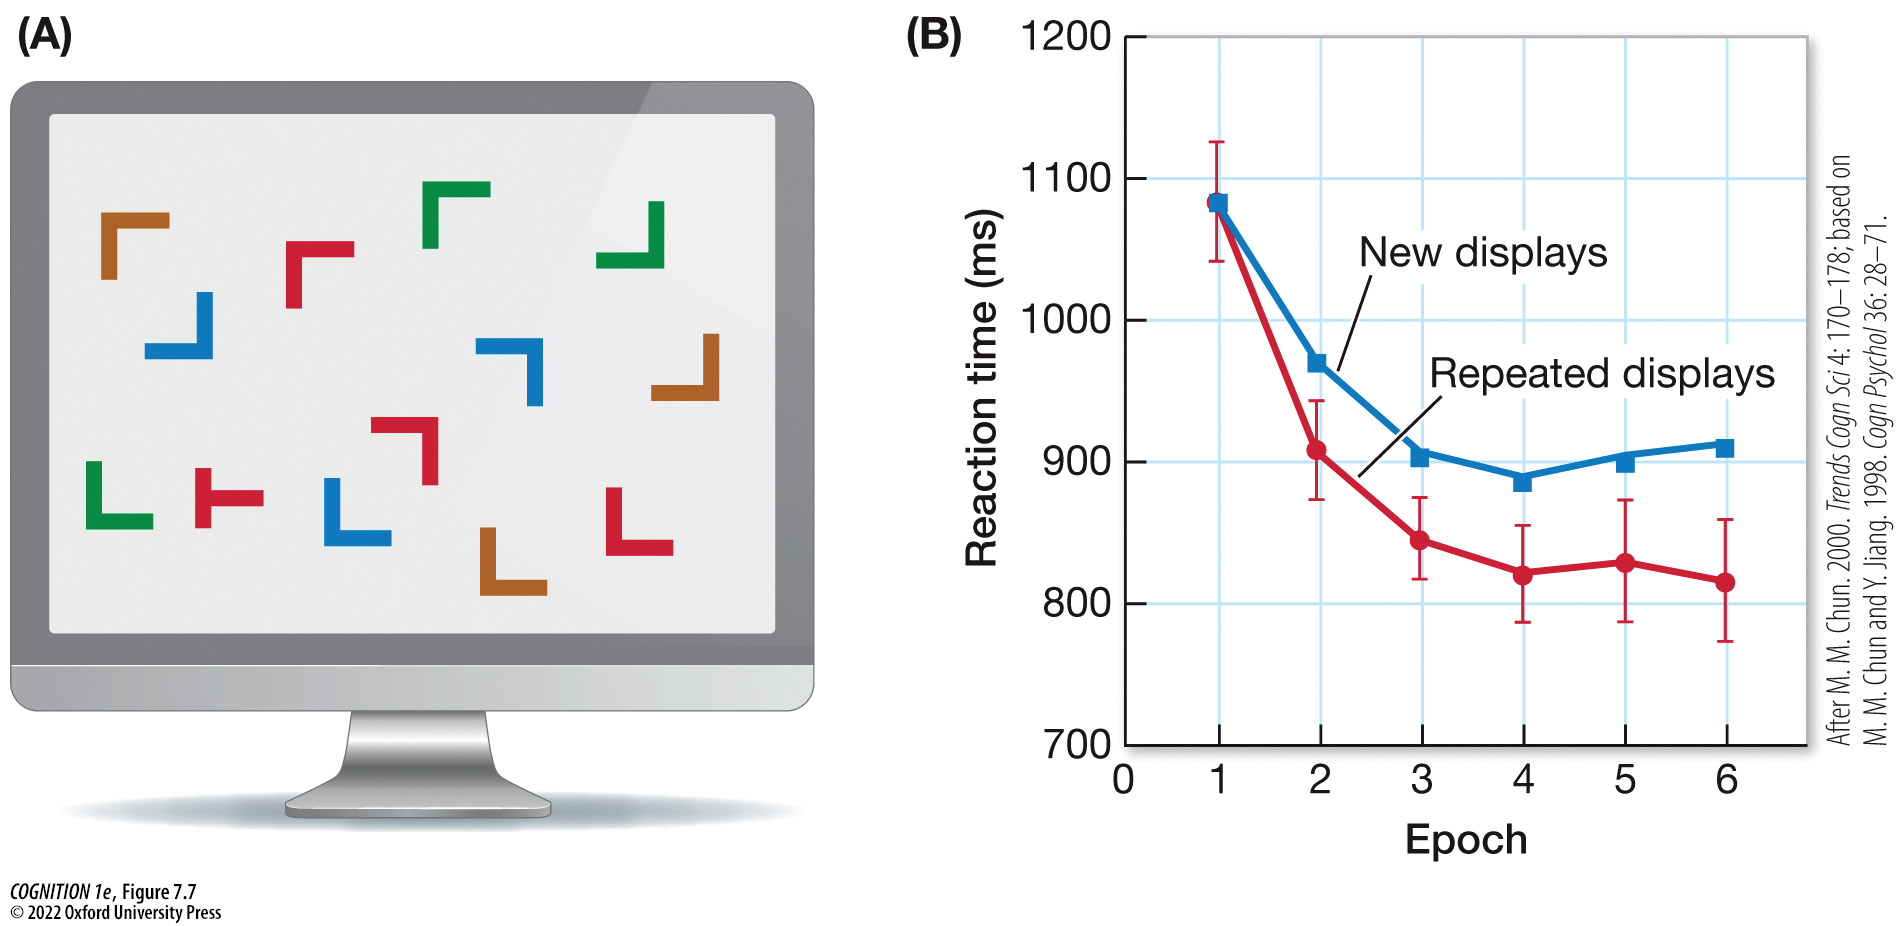 (A)
(B)
1200
1100
1000
900
800
700
Reaction time (ms)
New displays
Repeated displays
0 1 2 3 4 5 6
Epoch
After M. M. Chun. 2000. Trends Cogn Sci 4: 170–178; based on
M. M. Chun and Y. Jiang. 1998. Cogn Psychol 36: 28–71.
COGNITION 1e, Figure 7.7
© 2022 Oxford University Press